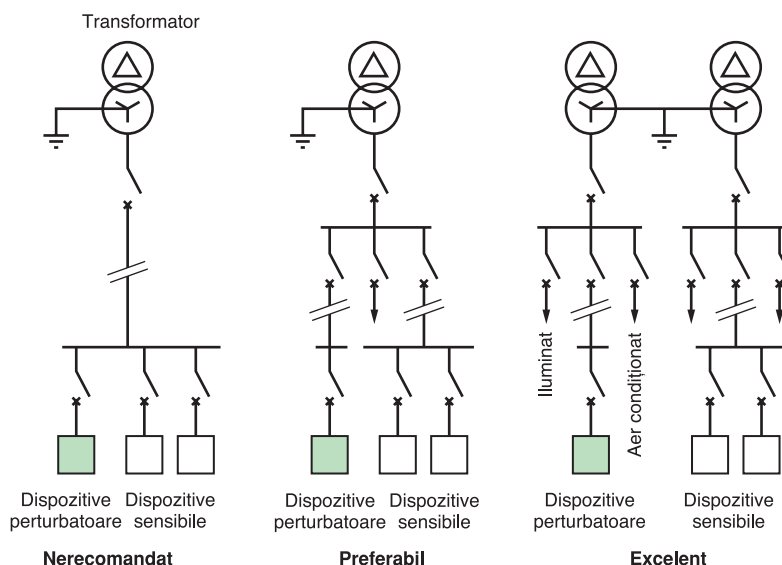 Transformator
Iluminat
Aer condiționat
Dispozitive
perturbatoare
Dispozitive
sensibile
Dispozitive
perturbatoare
Dispozitive
sensibile
Dispozitive
perturbatoare
Dispozitive
sensibile
Nerecomandat
Preferabil
Excelent